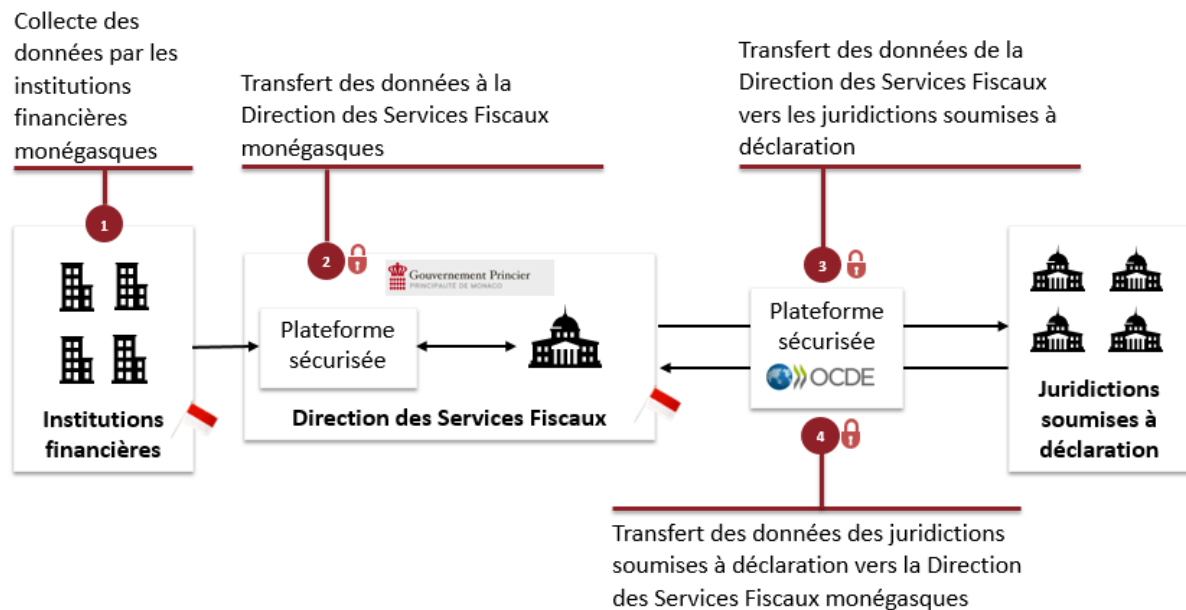 Collecte des
données par les
institutions
financières
monégasques
Transfert des données à la
Direction des Services Fiscaux
monégasques
Transfert des données de la
Direction des Services Fiscaux
vers les juridictions soumises à
déclaration
1
2
3
Gouvernement Princier
PRINCIPAUTÉ DE MONACO
Plateforme
sécurisée
Plateforme
sécurisée
OCDE
Institutions
financières
Direction des Services Fiscaux
Juridictions
soumises à
déclaration
4
Transfert des données des juridictions
soumises à déclaration vers la Direction
des Services Fiscaux monégasques